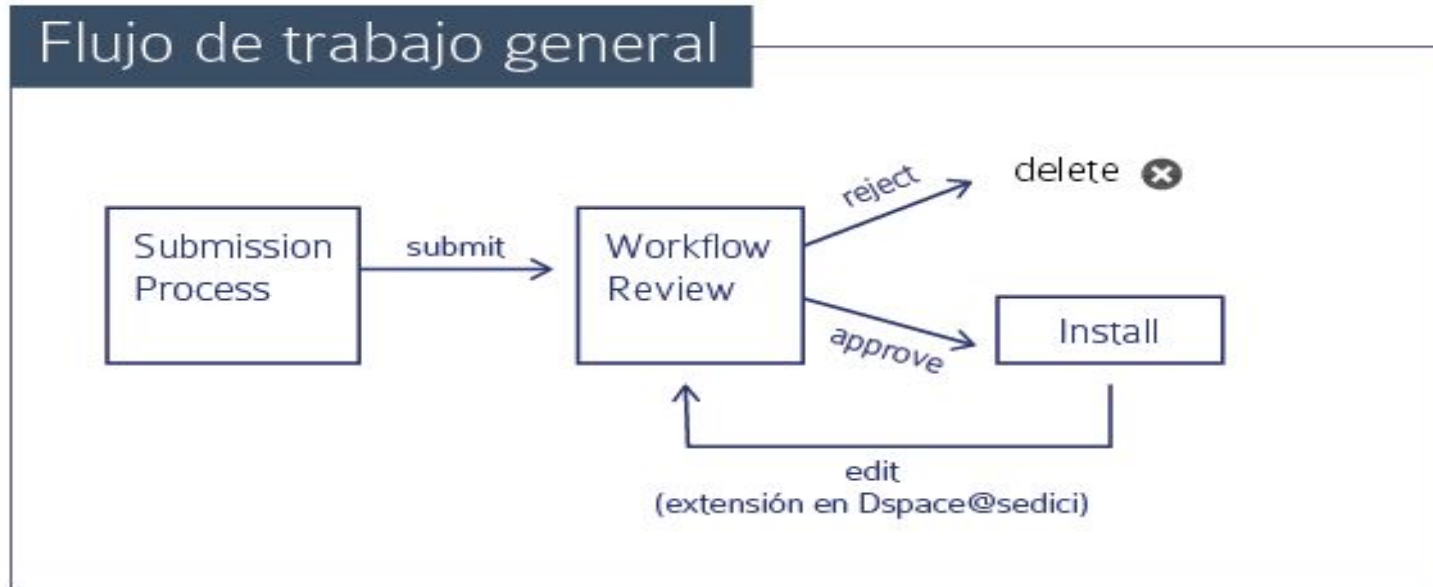 Flujo de trabajo general
delete
reject
Submission
Process
submit
Workflow
Review
Install
approve
edit
(extensión en Dspace@sedici)